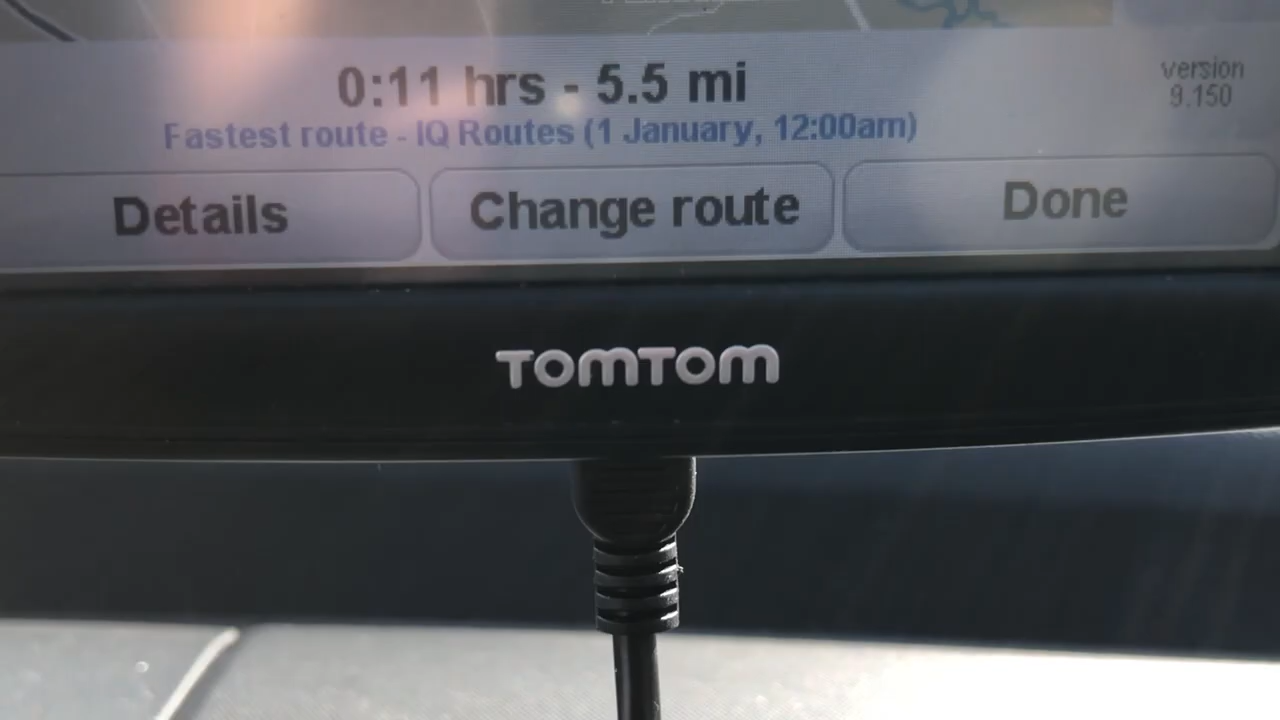 0:11 hrs - 5.5 mi
version
9.150
Fastest route - IQ Routes (1 January, 12:00am)
Details
Change route
Done
TOMTOM